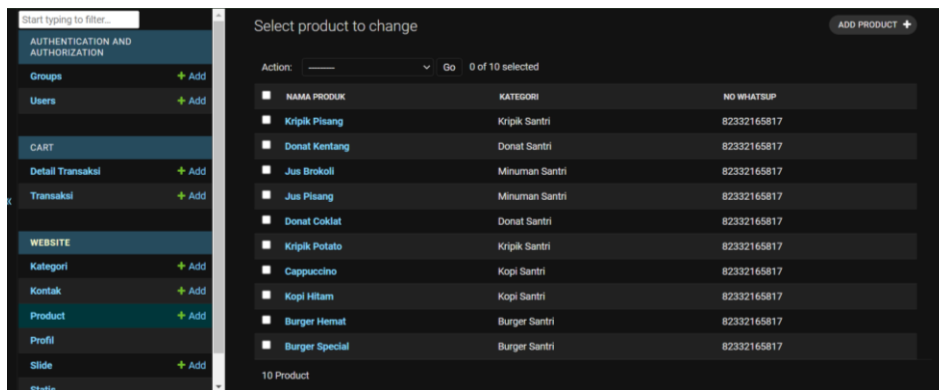 Start typing to filter...
AUTHENTICATION AND
AUTHORIZATION
Groups + Add
Users + Add
CART
Detail Transaksi + Add
Transaksi + Add
WEBSITE
Kategori + Add
Kontak + Add
Product + Add
Profil
Slide + Add
Statis
Select product to change
ADD PRODUCT +
Action: -------- Go 0 of 10 selected
NAMA PRODUK KATEGORI NO WHATSUP
Kripik Pisang Kripik Santri 82332165817
Donat Kentang Donat Santri 82332165817
Jus Brokoli Minuman Santri 82332165817
Jus Pisang Minuman Santri 82332165817
Donat Coklat Donat Santri 82332165817
Kripik Potato Kripik Santri 82332165817
Cappuccino Kopi Santri 82332165817
Kopi Hitam Kopi Santri 82332165817
Burger Hemat Burger Santri 82332165817
Burger Special Burger Santri 82332165817
10 Product